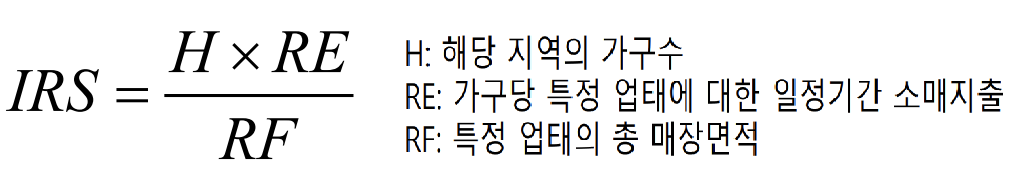 IRS = H × RE / RF
H: 해당 지역의 가구수
RE: 가구당 특정 업태에 대한 일정기간 소매지출
RF: 특정 업태의 총 매장면적